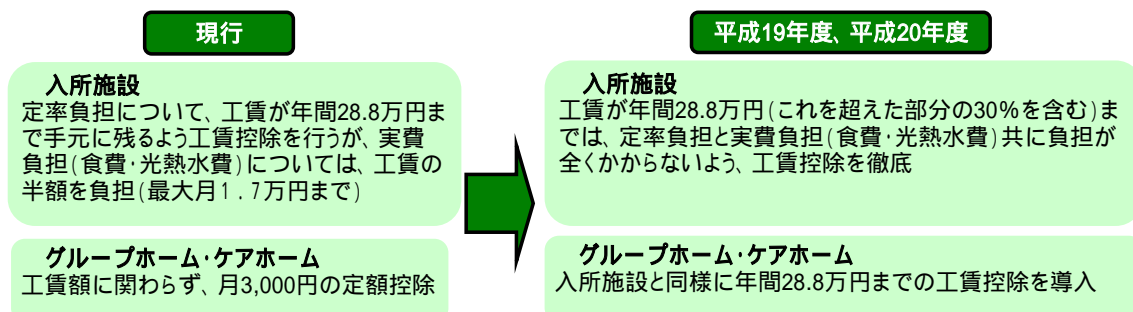 現行
入所施設
定率負担について、工賃が年間28.8万円ま
で手元に残るよう工賃控除を行うが、実費
負担(食費・光熱水費)については、工賃の
半額を負担(最大月1．7万円まで)
グループホーム・ケアホーム
工賃額に関わらず、月3,000円の定額控除
平成19年度、平成20年度
入所施設
工賃が年間28.8万円(これを超えた部分の30%を含む)ま
では、定率負担と実費負担(食費・光熱水費)共に負担が
全くかからないよう、工賃控除を徹底
グループホーム・ケアホーム
入所施設と同様に年間28.8万円までの工賃控除を導入